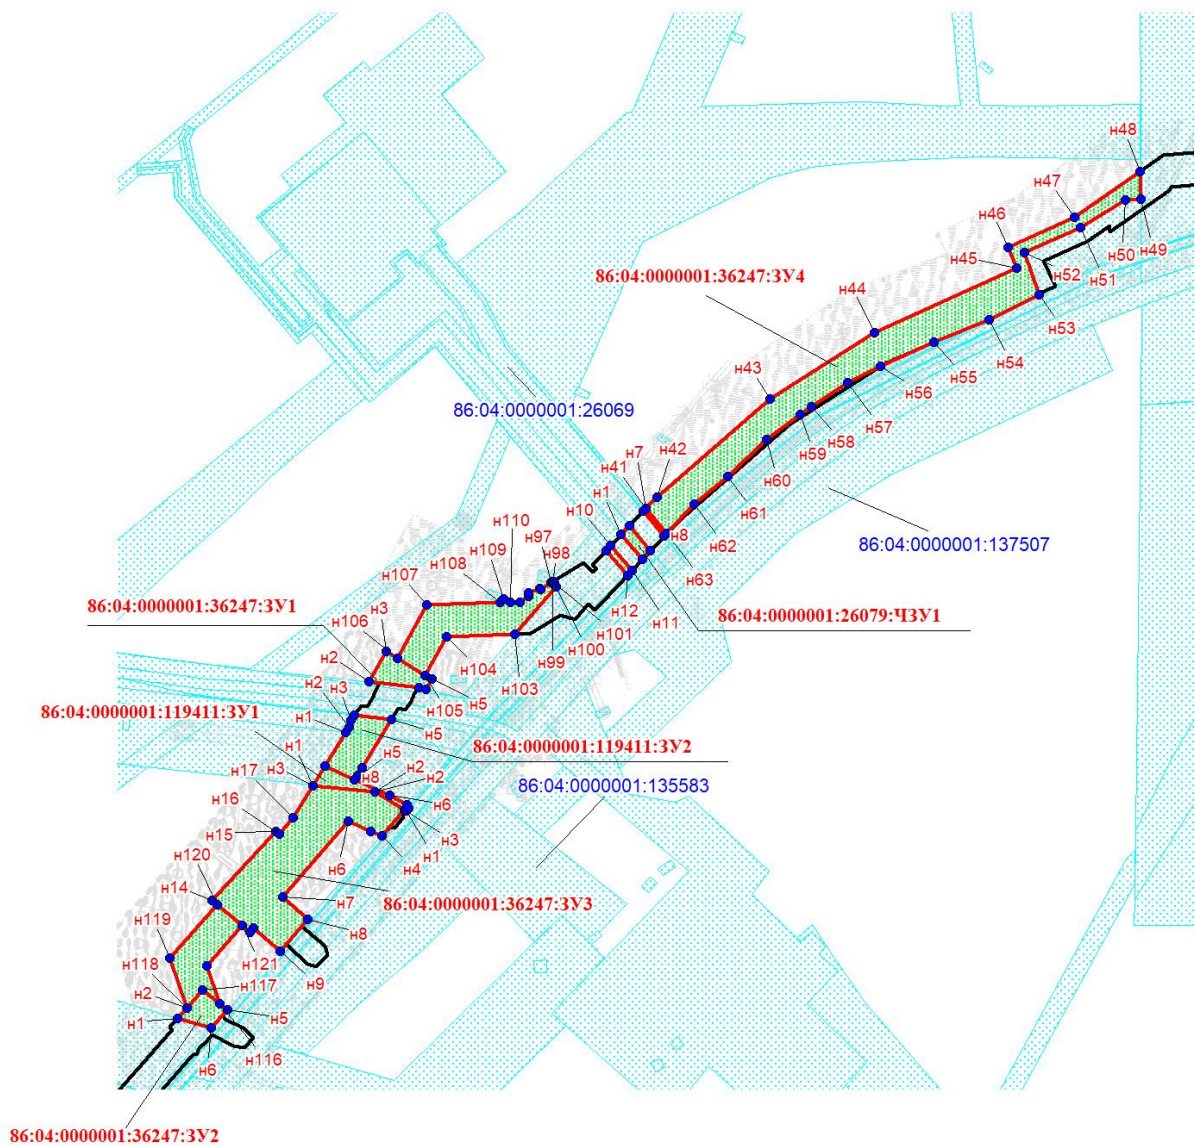 н48
н47
н46
н45
н50
н49
н51
н52
86:04:0000001:36247:ЗУ4
н44
н53
н54
н55
н56
н43
86:04:0000001:26069
н57
н58
н59
н60
н7
н42
н41
н1
н61
н10
н8
86:04:0000001:137507
н62
н110
н97
н109
н98
н63
н108
н107
н12
н11
86:04:0000001:36247:ЗУ1
н3
н101
86:04:0000001:26079:ЧЗУ1
н106
н100
н104
н99
н2
н103
н5
н2
н105
н3
86:04:0000001:119411:ЗУ1
н1
н5
86:04:0000001:119411:ЗУ2
н1
н5
н3
н8
н2
н2
86:04:0000001:135583
н17
н6
н16
н3
н15
н1
н4
н6
н120
н14
н7
86:04:0000001:36247:ЗУ3
н8
н119
н118
н121
н9
н2
н117
н1
н5
н116
н6
86:04:0000001:36247:ЗУ2